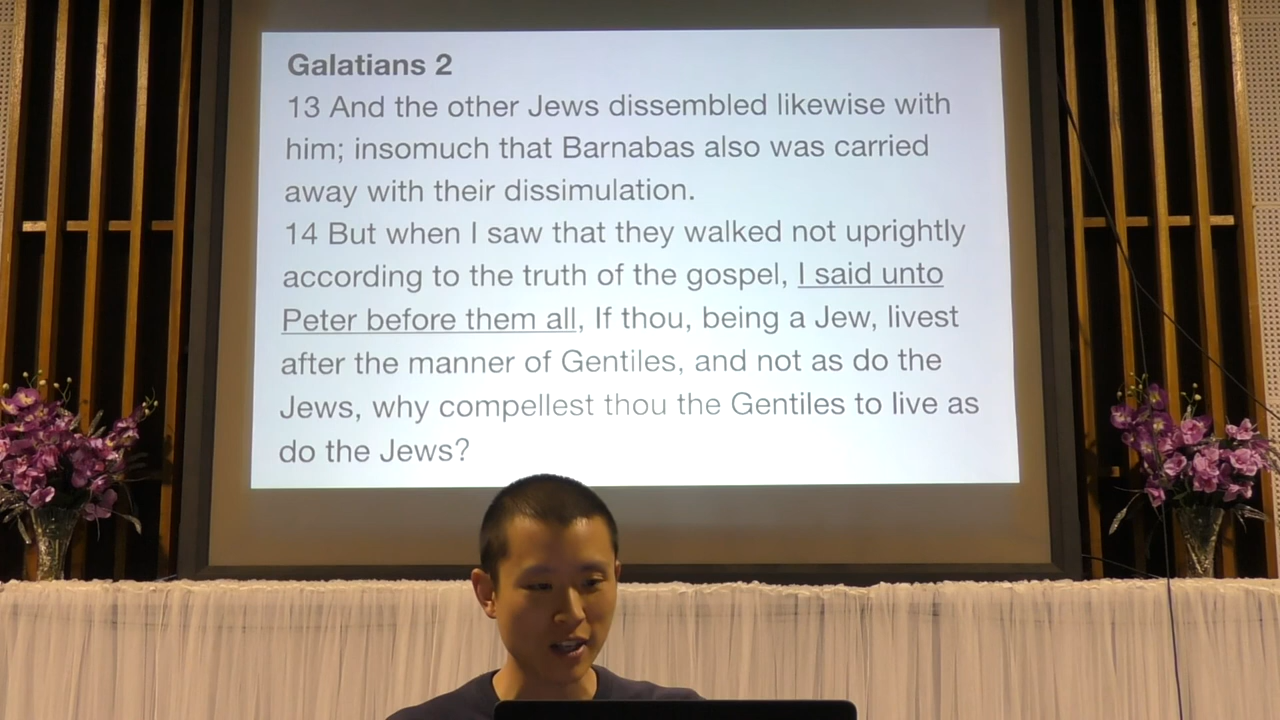 Galatians 2
13 And the other Jews dissembled likewise with
him; insomuch that Barnabas also was carried
away with their dissimulation.
14 But when I saw that they walked not uprightly
according to the truth of the gospel, I said unto
Peter before them all, If thou, being a Jew, livest
after the manner of Gentiles, and not as do the
Jews, why compellest thou the Gentiles to live as
do the Jews?